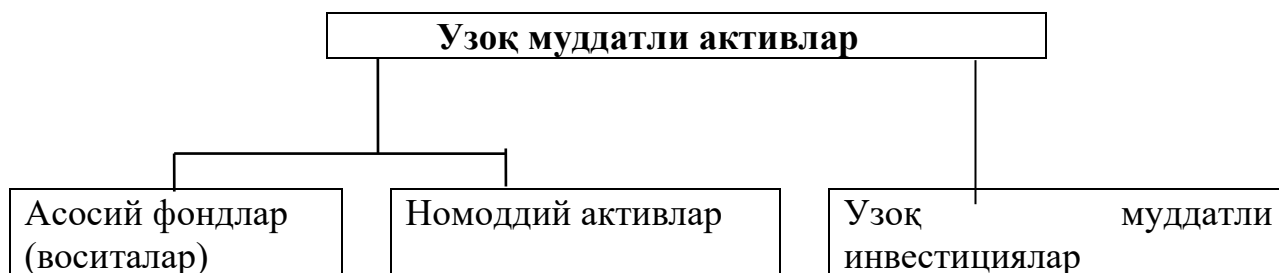 Узоқ муддатли активлар
Асосий фондлар
(воситалар)
Номоддий активлар
Узоқ муддатли
инвестициялар